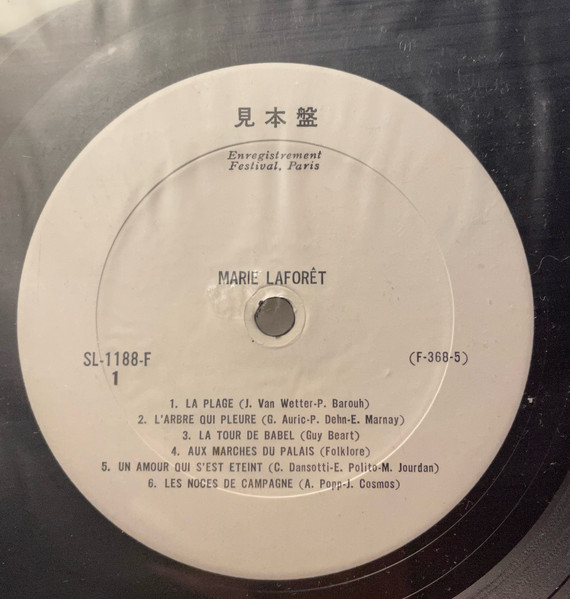 見本盤
Enregistrement
Festival, Paris
MARIE LAFORÊT
SL-1188-F
(F-368-5)
1
1. LA PLAGE (J. Van Wetter-P. Barouh)
2. L'ARBRE QUI PLEURE (G. Auric-P. Dehn-E. Marnay)
3. LA TOUR DE BABEL (Guy Beart)
4. AUX MARCHES DU PALAIS (Folklore)
5. UN AMOUR QUI S'EST ETEINT (C. Dansotti-E. Polito-M. Jourdan)
6. LES NOCES DE CAMPAGNE (A. Popp-J. Cosmos)